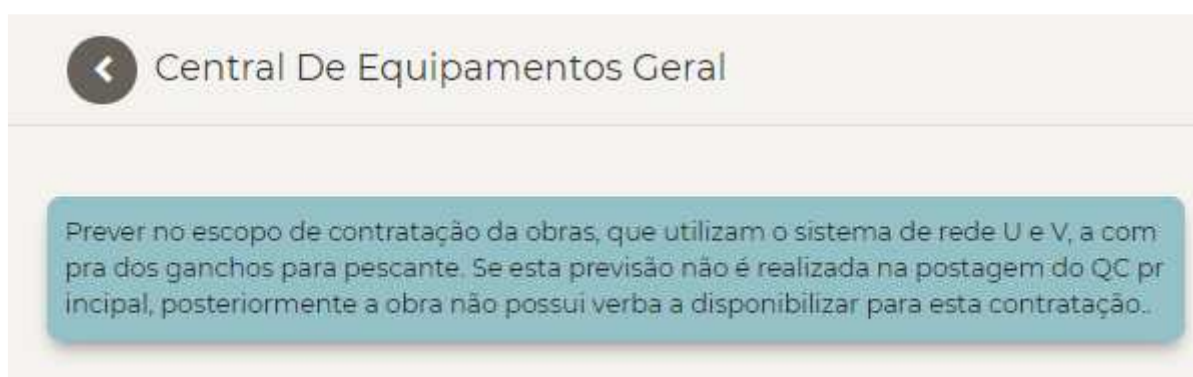 Central De Equipamentos Geral
Prever no escopo de contratação da obras, que utilizam o sistema de rede U e V, a com
pra dos ganchos para pescante. Se esta previsão não é realizada na postagem do QC pr
incipal, posteriormente a obra não possui verba a disponibilizar para esta contratação..